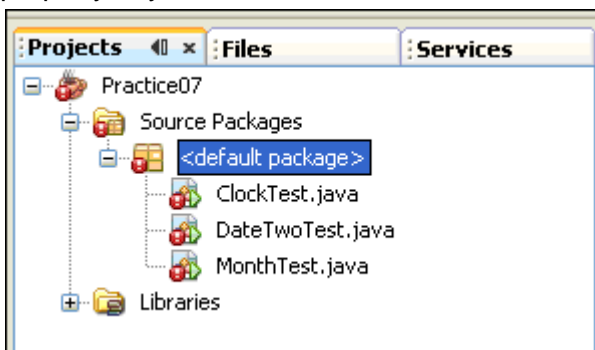 Projects Files Services
Practice07
Source Packages
<default package>
ClockTest.java
DateTwoTest.java
MonthTest.java
Libraries